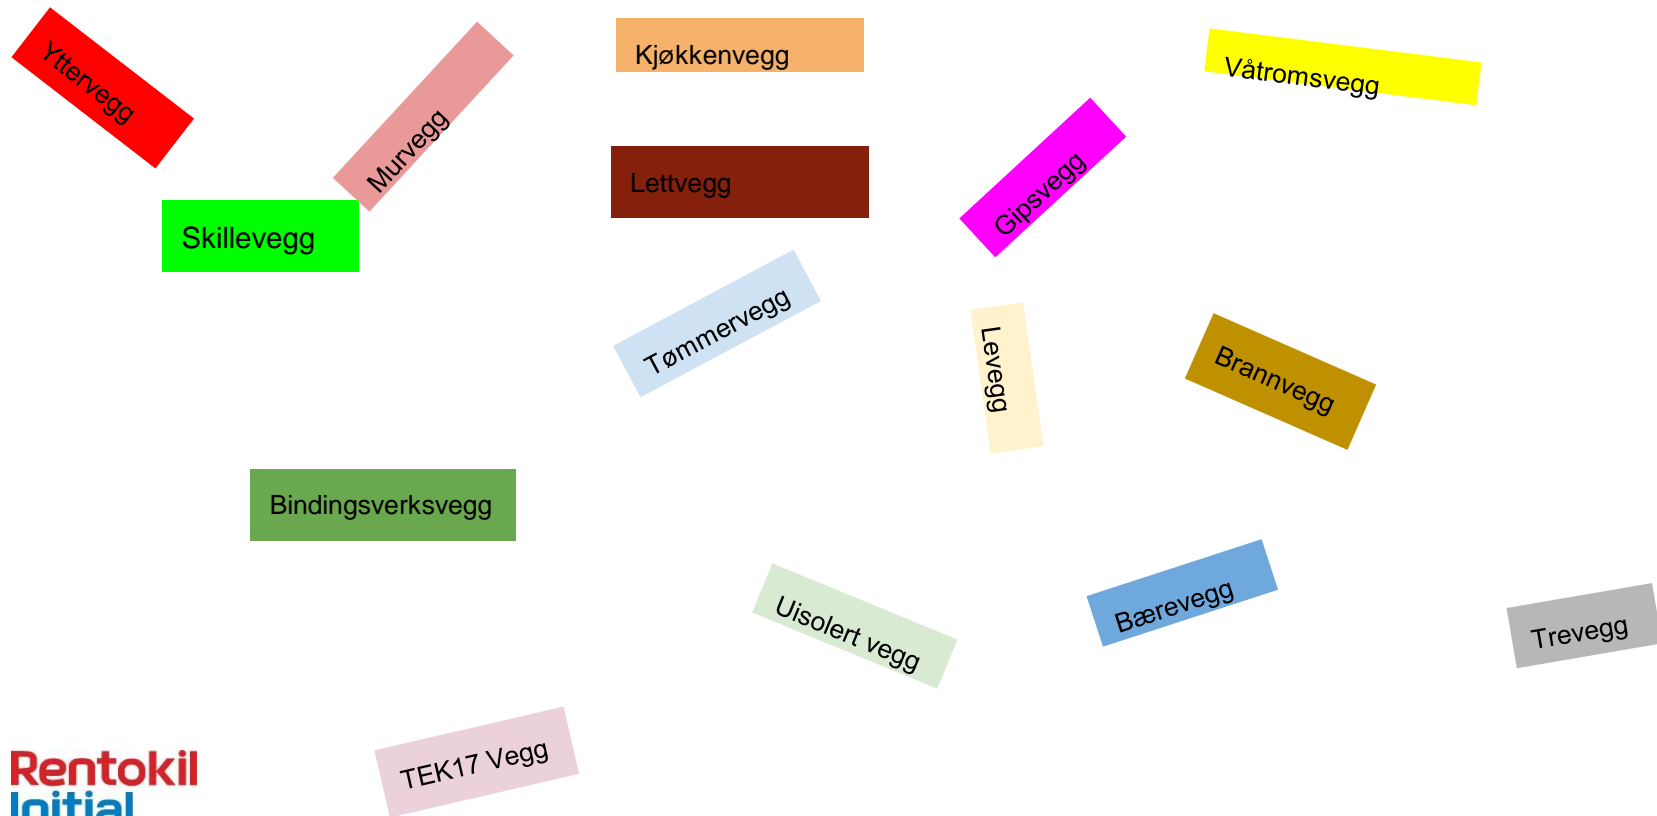 Yttervegg
Murvegg
Kjøkkenvegg
Våtromsvegg
Lettvegg
Gipsvegg
Skillevegg
Tømmervegg
Levegg
Brannvegg
Bindingsverksvegg
Uisolert vegg
Bærevegg
Trevegg
TEK17 Vegg
Rentokil
Initial